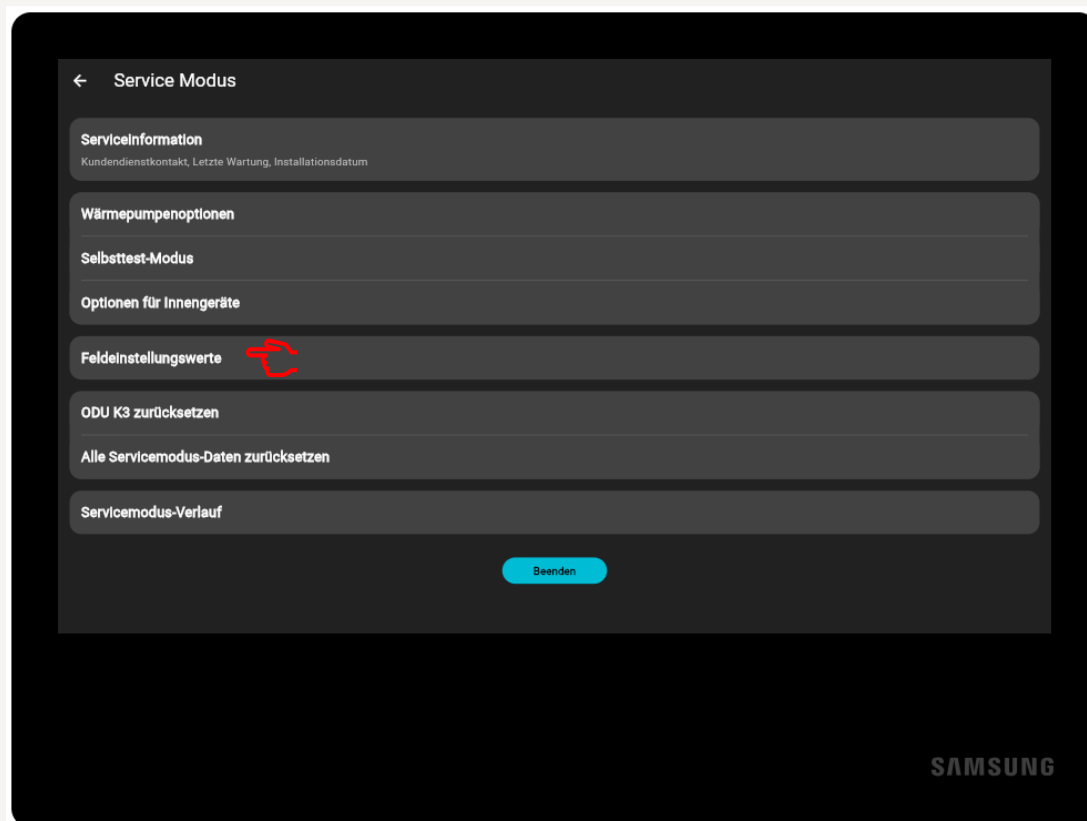 Service Modus
Serviceinformation
Kundendienstkontakt, Letzte Wartung, Installationsdatum
Wärmepumpenoptionen
Selbsttest-Modus
Optionen für Innengeräte
Feldeinstellungswerte
ODU K3 zurücksetzen
Alle Servicemodus-Daten zurücksetzen
Servicemodus-Verlauf
Beenden
SAMSUNG